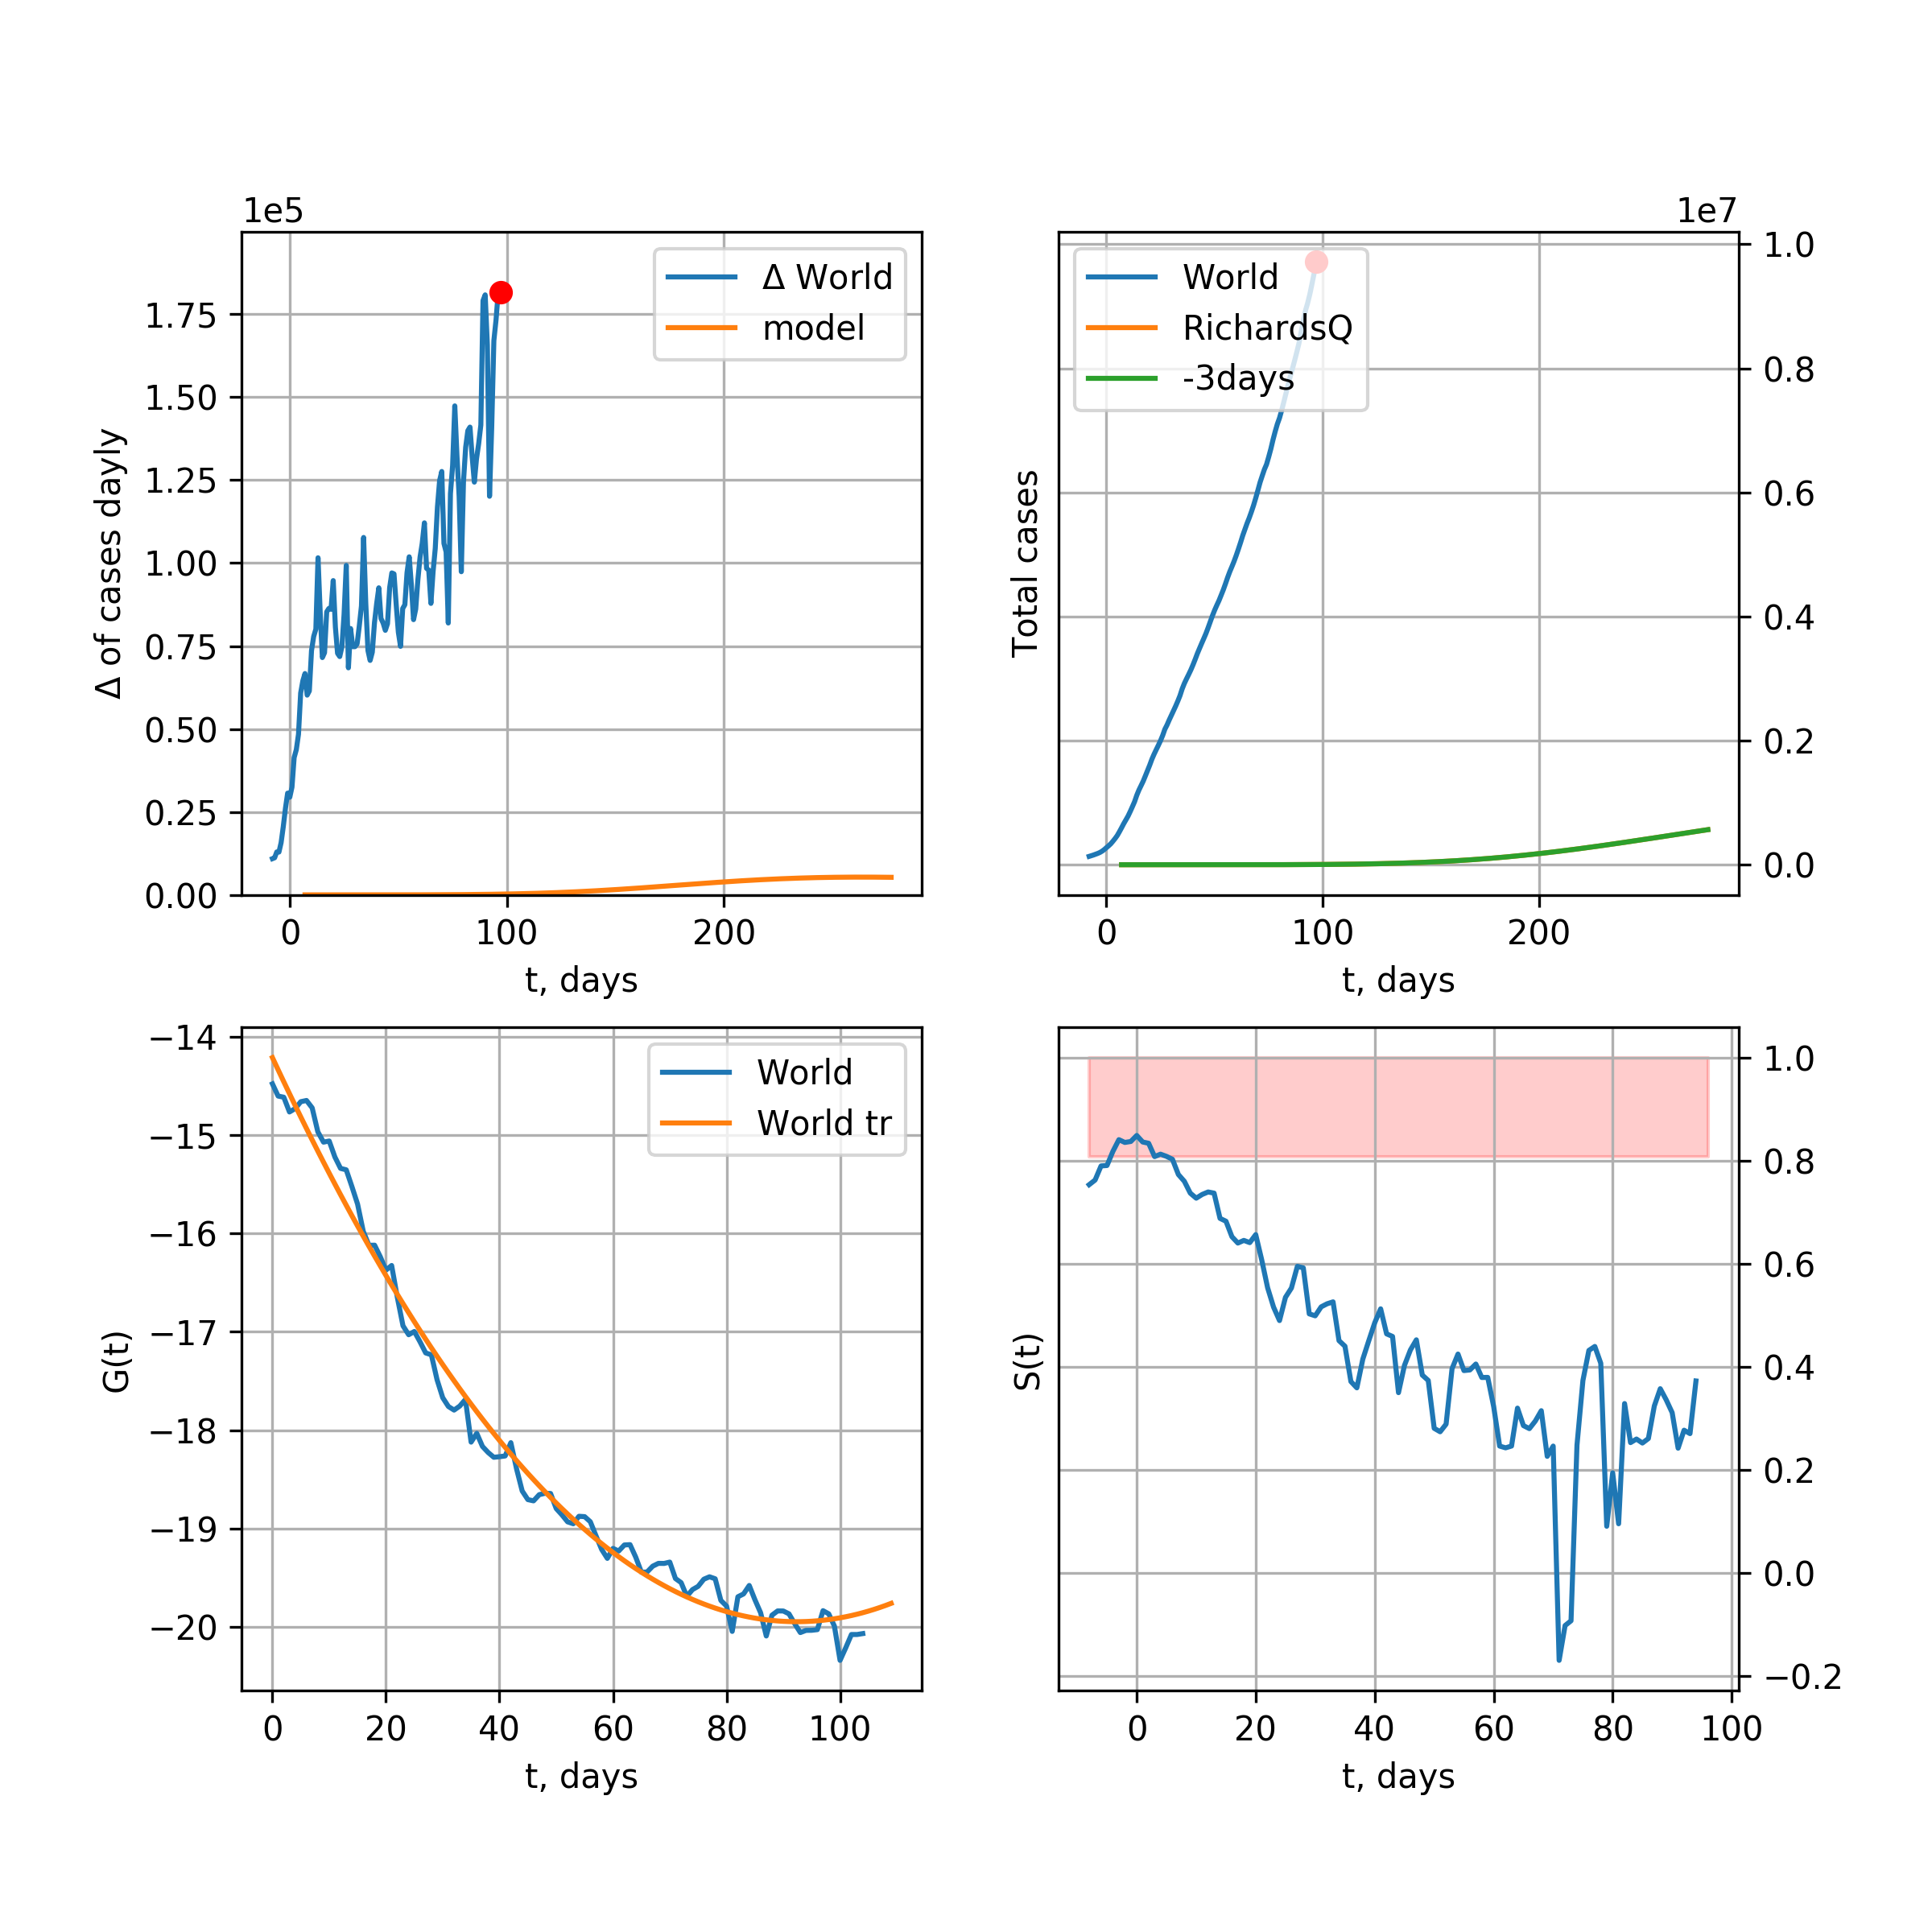 1e5
Δ of cases dayly
1.75
1.50
1.25
1.00
0.75
0.50
0.25
0.00
0
100
200
t, days
Δ World
model
1e7
Total cases
1.0
0.8
0.6
0.4
0.2
0.0
0
100
200
t, days
World
RichardsQ
-3days
G(t)
−14
−15
−16
−17
−18
−19
−20
0
20
40
60
80
100
t, days
World
World tr
S(t)
1.0
0.8
0.6
0.4
0.2
0.0
−0.2
0
20
40
60
80
100
t, days